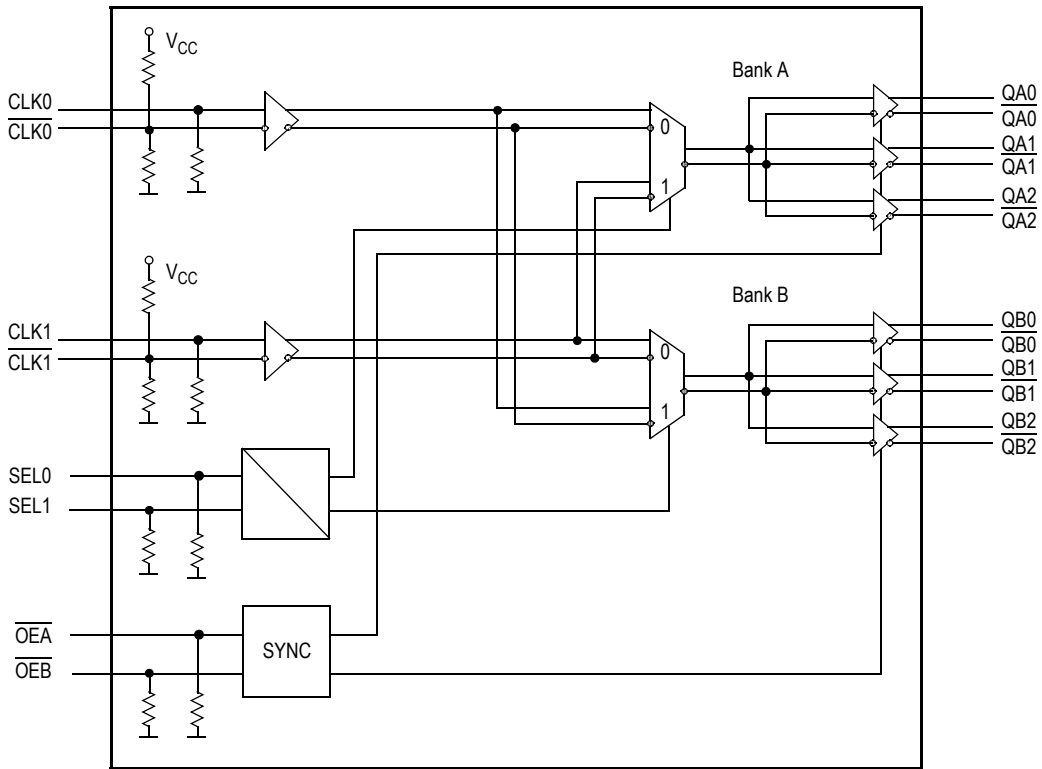 VCC
Bank A
CLK0
CLK0
0
1
QA0
QA0
QA1
QA1
QA2
QA2
VCC
Bank B
CLK1
CLK1
0
1
QB0
QB0
QB1
QB1
QB2
QB2
SEL0
SEL1
OEA
OEB
SYNC